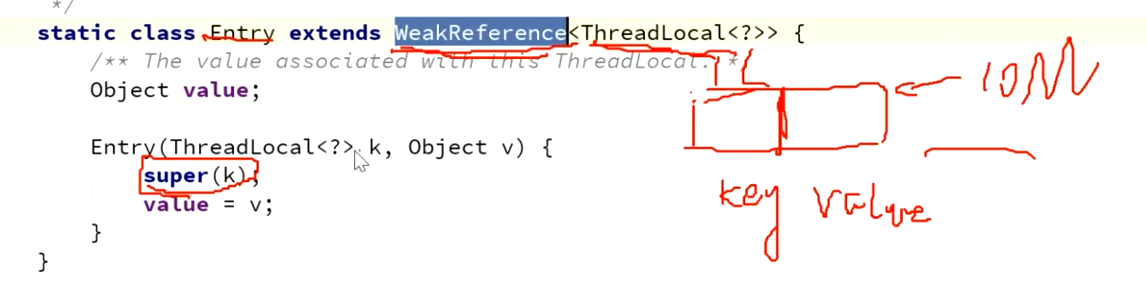 */
static class Entry extends WeakReference<ThreadLocal<?>> {
/** The value associated with this ThreadLocal. *
Object value;
10M
Entry(ThreadLocal<?> k, Object v) {
super(k);
value = v;
key value
}
}